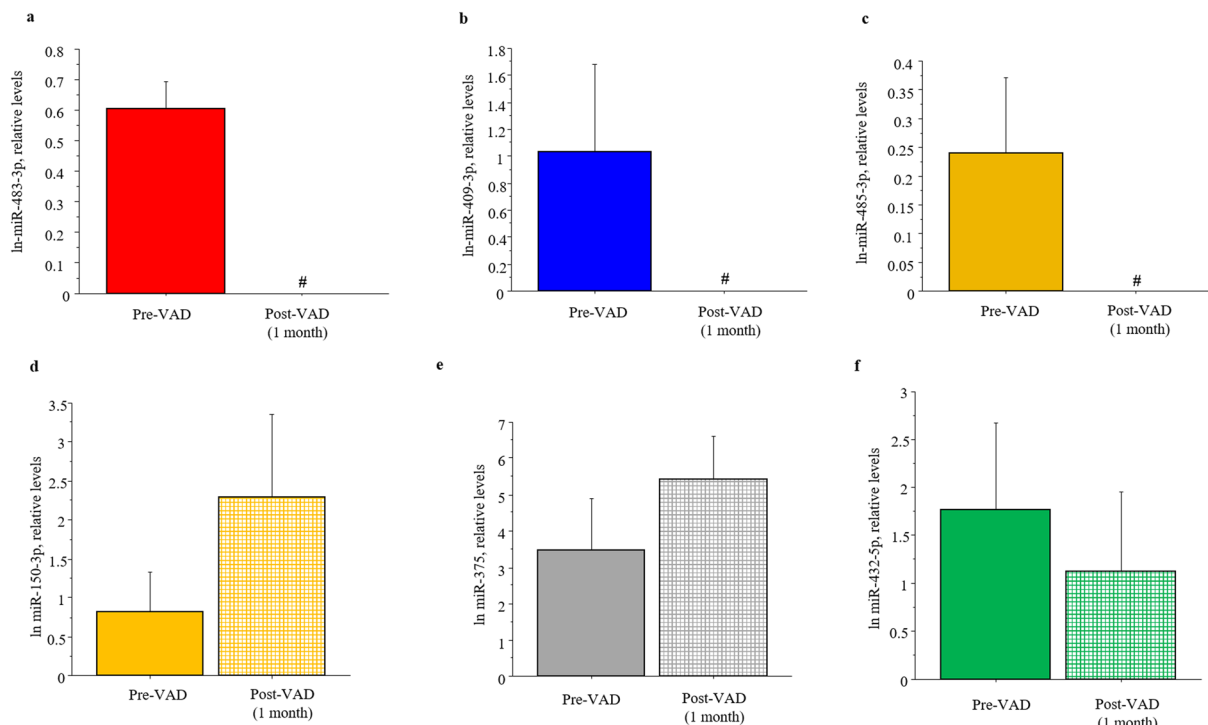 a
ln-miR-483-3p, relative levels
0.8
0.7
0.6
0.5
0.4
0.3
0.2
0.1
0
#
Pre-VAD
Post-VAD
(1 month)
b
ln-miR-409-3p, relative levels
1.8
1.6
1.4
1.2
1
0.8
0.6
0.4
0.2
0
#
Pre-VAD
Post-VAD
(1 month)
c
ln-miR-485-3p, relative levels
0.4
0.35
0.3
0.25
0.2
0.15
0.1
0.05
0
#
Pre-VAD
Post-VAD
(1 month)
d
ln miR-150-3p, relative levels
3.5
3
2.5
2
1.5
1
0.5
0
Pre-VAD
Post-VAD
(1 month)
e
ln miR-375, relative levels
7
6
5
4
3
2
1
0
Pre-VAD
Post-VAD
(1 month)
f
ln miR-432-5p, relative levels
3
2.5
2
1.5
1
0.5
0
Pre-VAD
Post-VAD
(1 month)